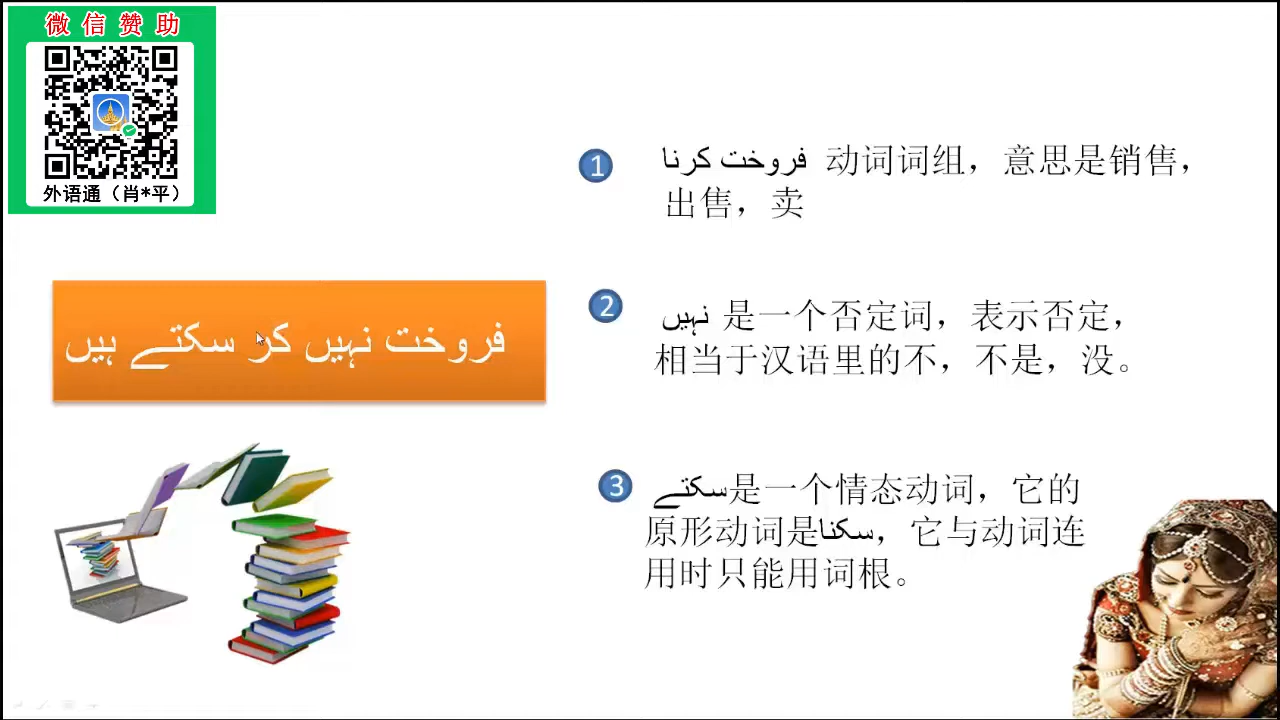 微信赞助
外语通（肖*平）
1 فروخت کرنا 动词词组，意思是销售，
出售，卖
فروخت نہیں کر سکتے ہیں
2 نہیں 是一个否定词，表示否定，
相当于汉语里的不，不是，没。
3 سکتے是一个情态动词，它的
原形动词是سکنا，它与动词连
用时只能用词根。